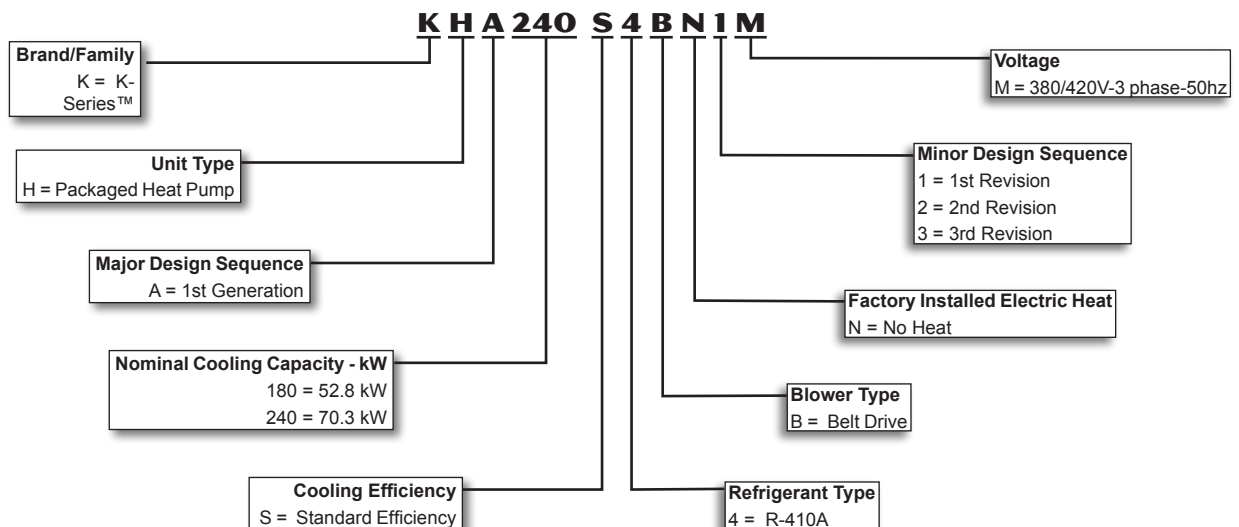 K H A 240 S 4 B N 1 M
Brand/Family
K = K-
Series™
Voltage
M = 380/420V-3 phase-50hz
Unit Type
H = Packaged Heat Pump
Minor Design Sequence
1 = 1st Revision
2 = 2nd Revision
3 = 3rd Revision
Major Design Sequence
A = 1st Generation
Factory Installed Electric Heat
N = No Heat
Nominal Cooling Capacity - kW
180 = 52.8 kW
240 = 70.3 kW
Blower Type
B = Belt Drive
Cooling Efficiency
S = Standard Efficiency
Refrigerant Type
4 = R-410A